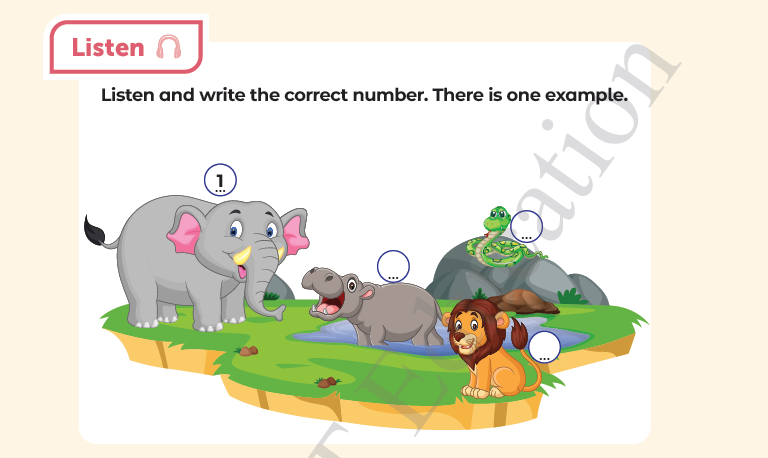 Listen
Listen and write the correct number. There is one example.
1
...
...
...
...